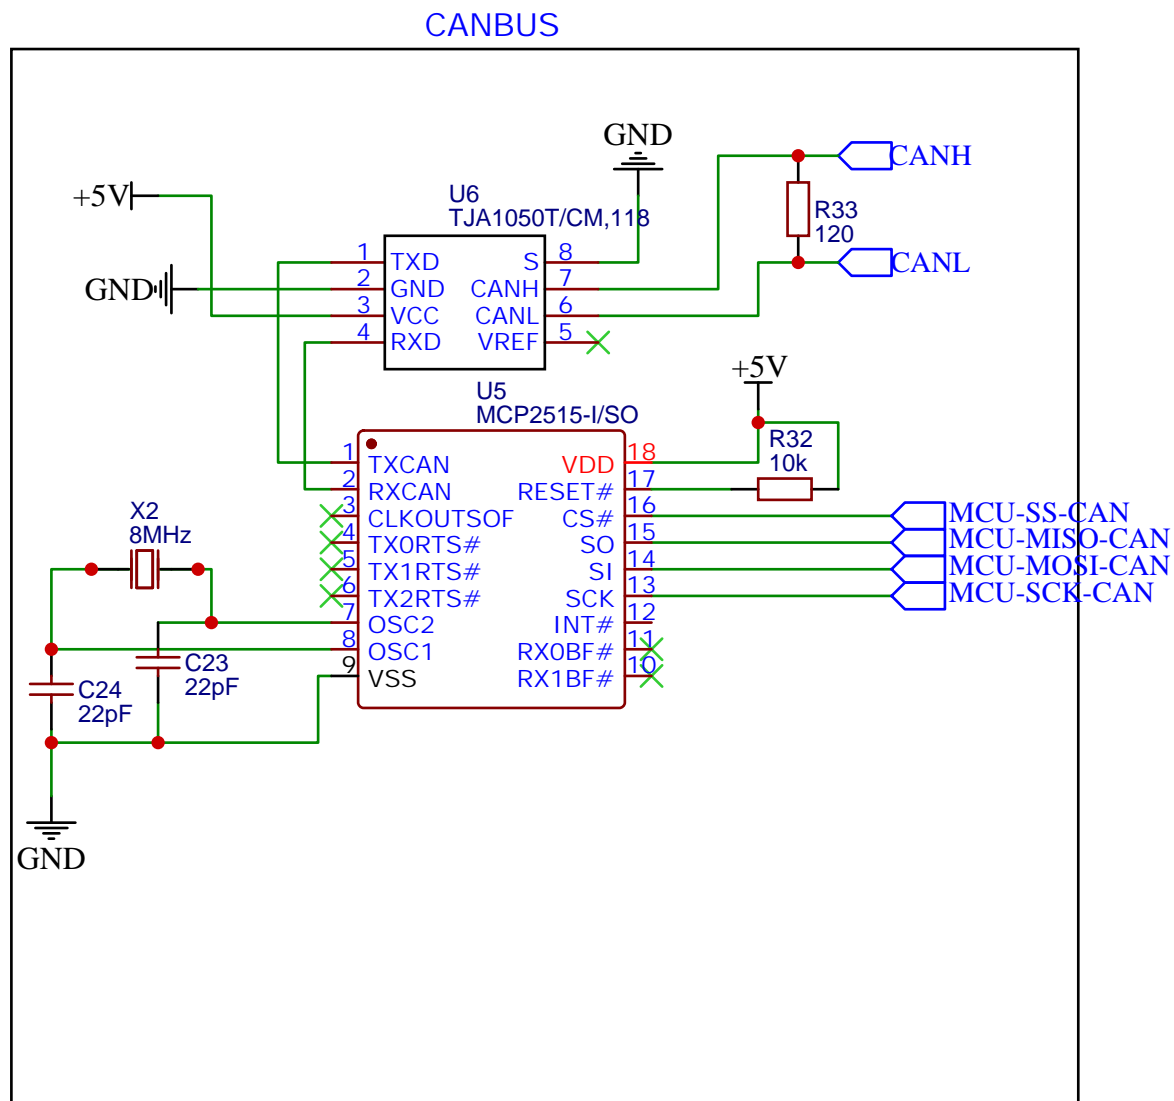 CANBUS
GND
CANH
+5V
U6
TJA1050T/CM,118
R33
120
1 TXD
S 8
GND
2 GND
CANH 7
CANL
3 VCC
CANL 6
4 RXD
VREF 5
+5V
U5
MCP2515-I/SO
R32
10k
1 TXCAN
VDD 18
2 RXCAN
RESET# 17
3 CLKOUTSOF
CS# 16
MCU-SS-CAN
4 TX0RTS#
SO 15
MCU-MISO-CAN
X2
8MHz
5 TX1RTS#
SI 14
MCU-MOSI-CAN
6 TX2RTS#
SCK 13
MCU-SCK-CAN
7 OSC2
INT# 12
8 OSC1
RX0BF# 11
9 VSS
RX1BF# 10
C23
22pF
C24
22pF
GND